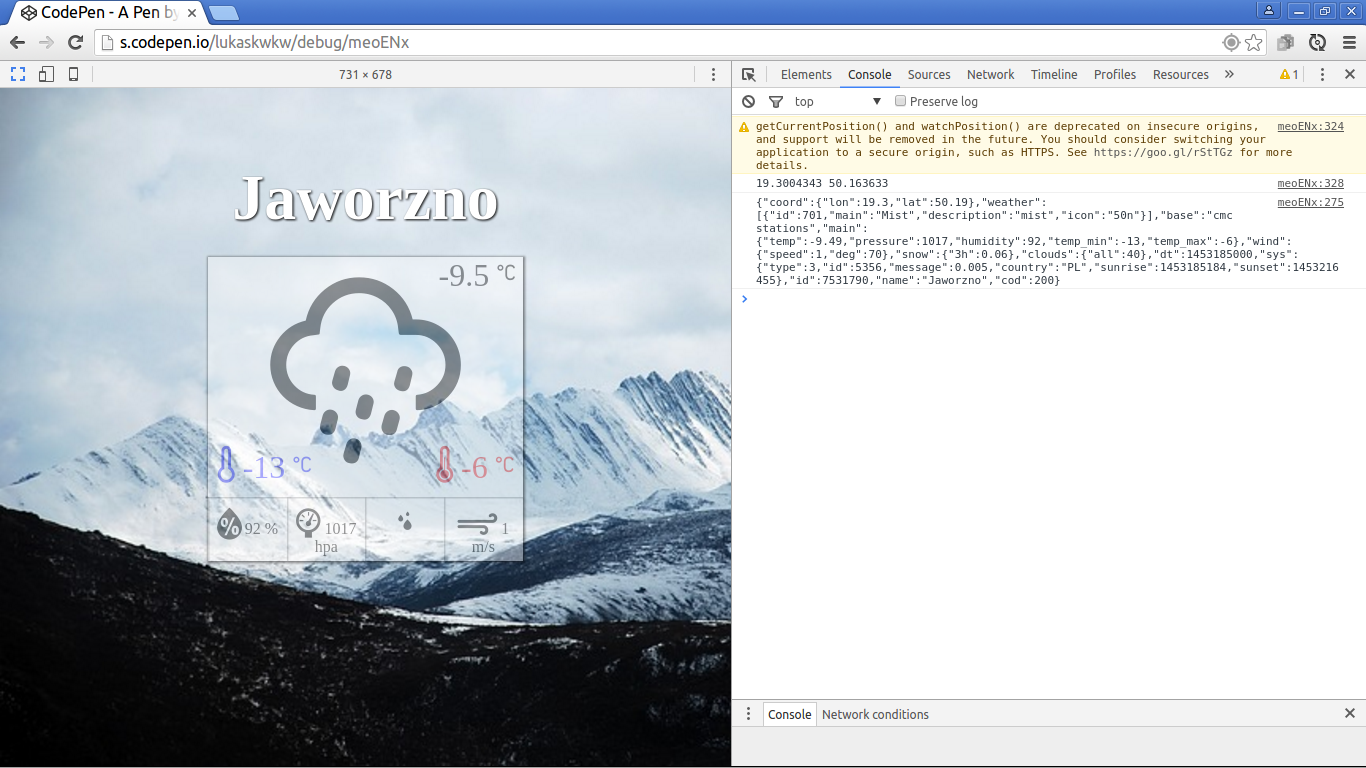 CodePen - A Pen by
s.codepen.io/lukaskwkw/debug/meoENx
731 × 678
Elements Console Sources Network Timeline Profiles Resources » 1
top Preserve log
getCurrentPosition() and watchPosition() are deprecated on insecure origins, meoENx:324
and support will be removed in the future. You should consider switching your
application to a secure origin, such as HTTPS. See https://goo.gl/rStTGz for more
details.
19.3004343 50.163633 meoENx:328
{"coord":{"lon":19.3,"lat":50.19},"weather": meoENx:275
[{"id":701,"main":"Mist","description":"mist","icon":"50n"}],"base":"cmc
stations","main":
{"temp":-9.49,"pressure":1017,"humidity":92,"temp_min":-13,"temp_max":-6},"wind":
{"speed":1,"deg":70},"snow":{"3h":0.06},"clouds":{"all":40},"dt":1453185000,"sys":
{"type":3,"id":5356,"message":0.005,"country":"PL","sunrise":1453185184,"sunset":1453216
455},"id":7531790,"name":"Jaworzno","cod":200}
Jaworzno
-9.5 °C
-13 °C
-6 °C
% 92 %
1017
hpa
1
m/s
Console Network conditions